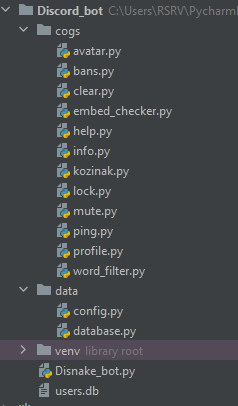 Discord_bot C:\Users\RSRV\Pycharm
cogs
avatar.py
bans.py
clear.py
embed_checker.py
help.py
info.py
kozinak.py
lock.py
mute.py
ping.py
profile.py
word_filter.py
data
config.py
database.py
venv library root
Disnake_bot.py
users.db